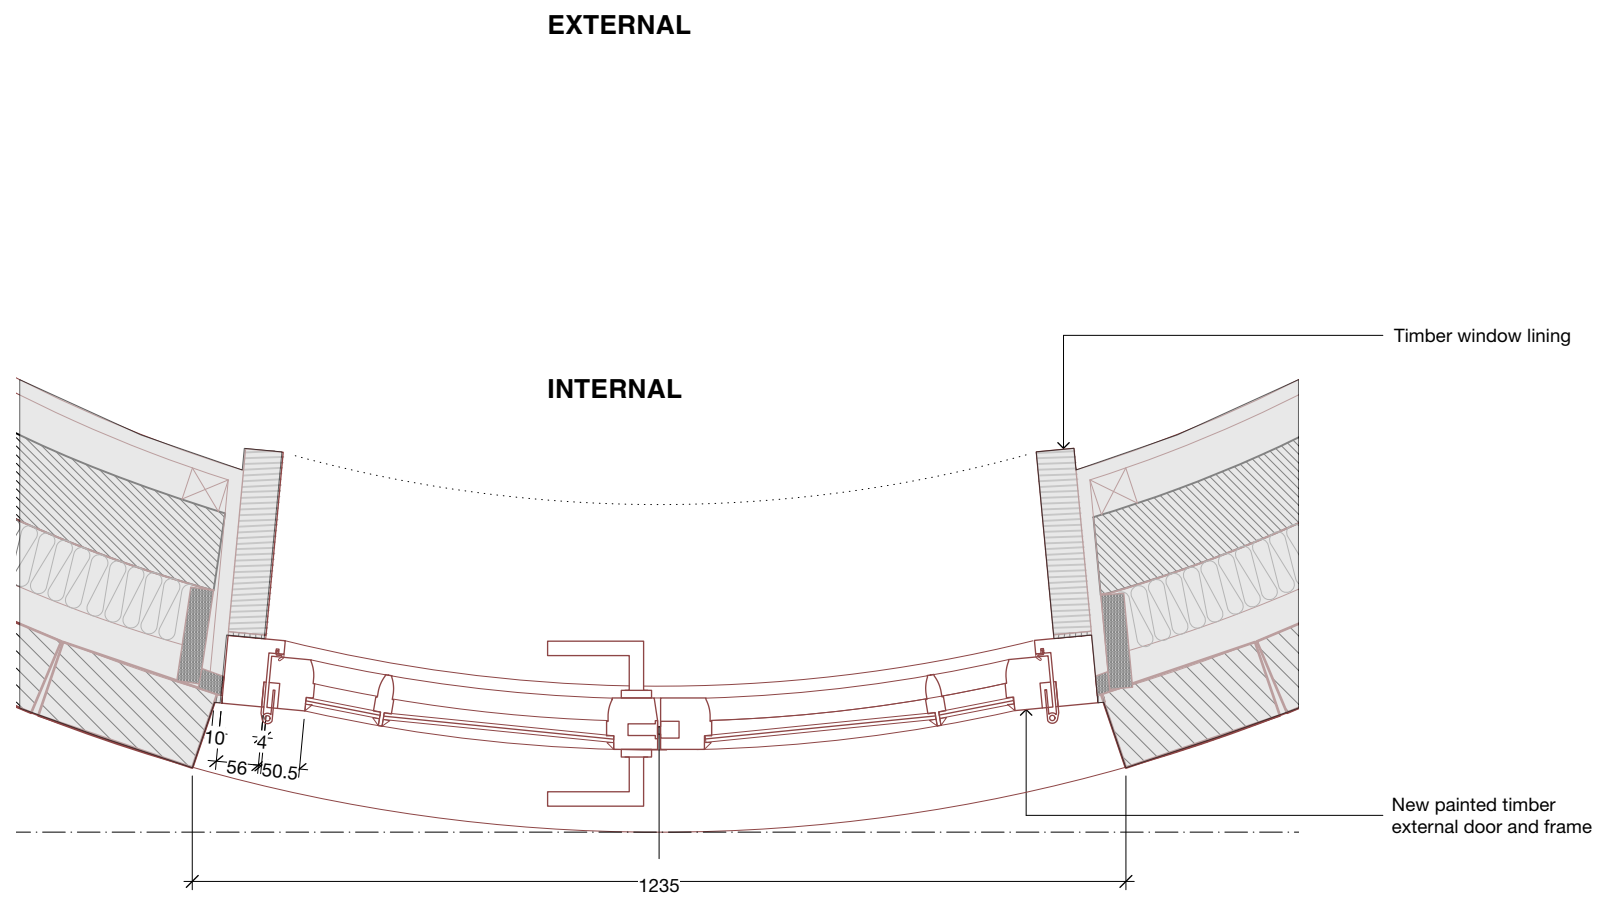 EXTERNAL
Timber window lining
INTERNAL
10
4
56
50.5
New painted timber
external door and frame
1235